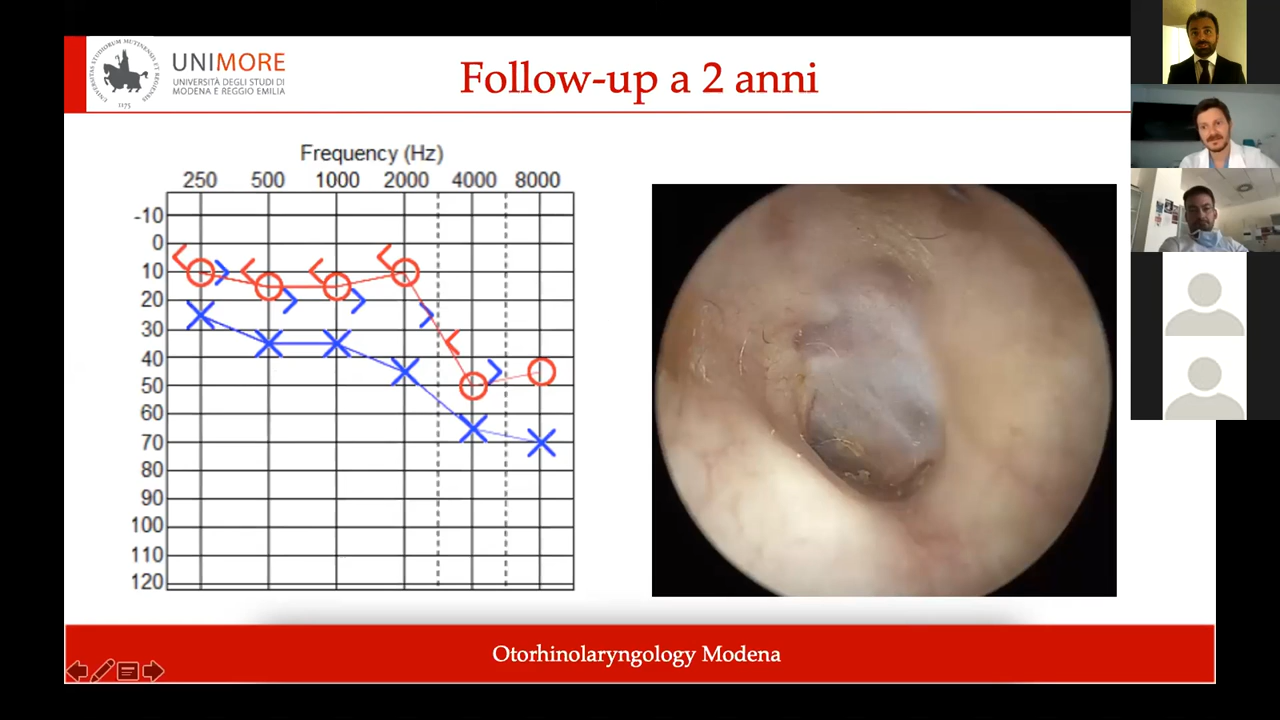 UNIMORE
UNIVERSITÀ DEGLI STUDI DI
MODENA E REGGIO EMILIA
1175
Follow-up a 2 anni
Frequency (Hz)
250 500 1000 2000 4000 8000
-10
0
10
20
30
40
50
60
70
80
90
100
110
120
Otorhinolaryngology Modena